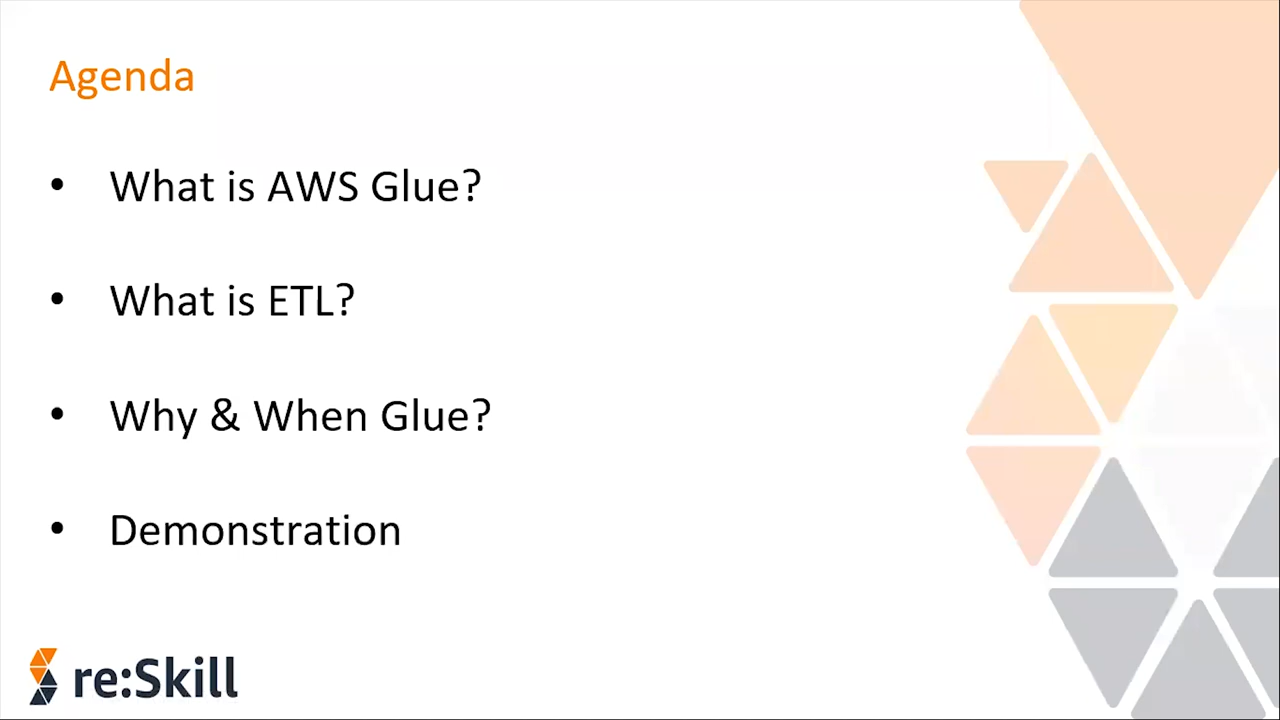 Agenda
• What is AWS Glue?
• What is ETL?
• Why & When Glue?
• Demonstration
re:Skill